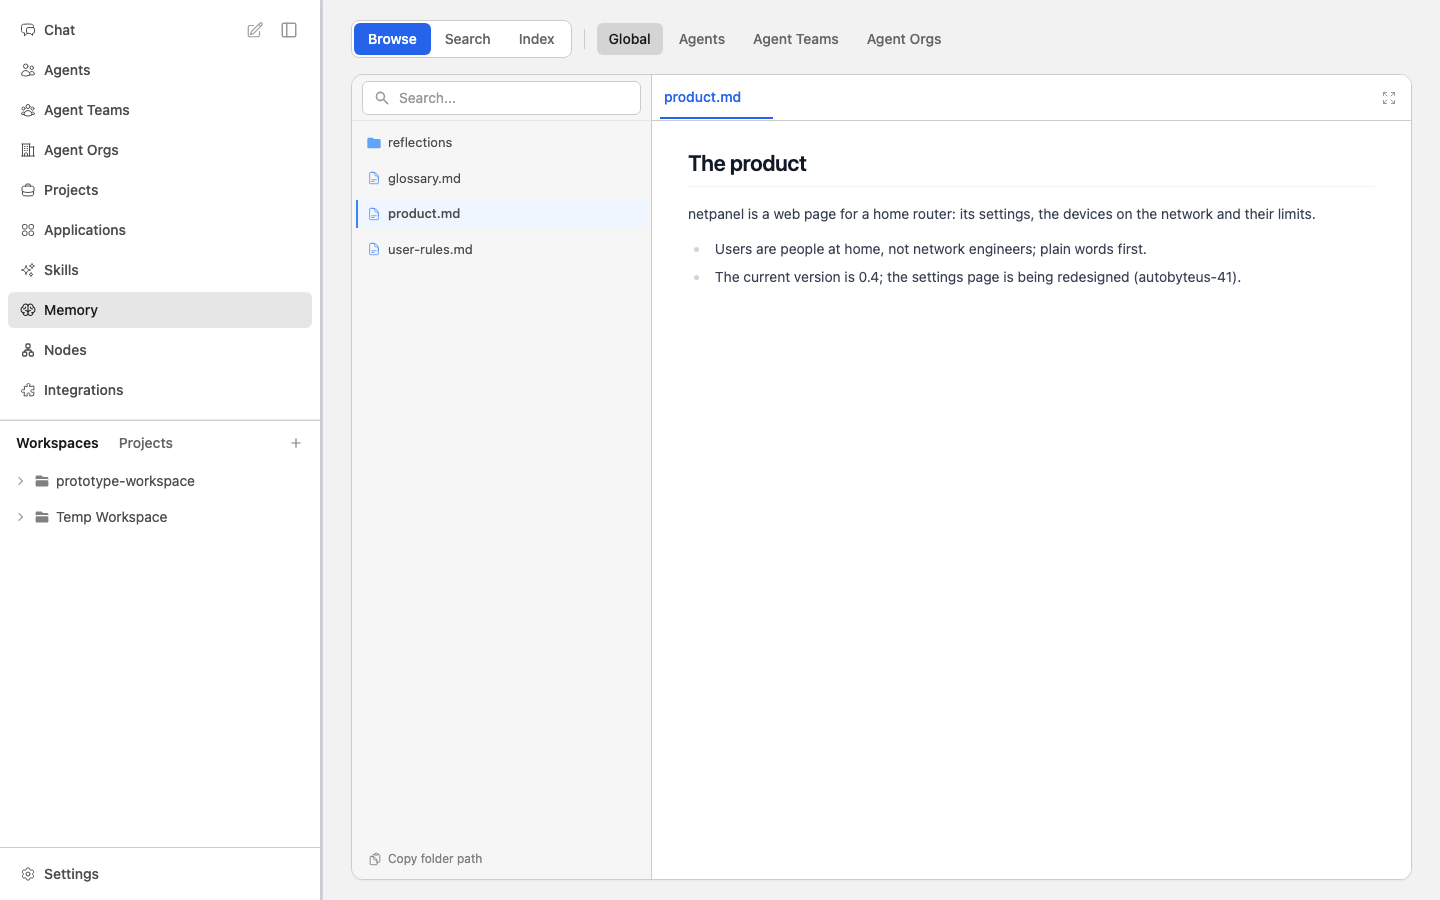 Chat
Agents
Agent Teams
Agent Orgs
Projects
Applications
Skills
Memory
Nodes
Integrations
Workspaces Projects
prototype-workspace
Temp Workspace
Settings
Browse Search Index Global Agents Agent Teams Agent Orgs
Search...
reflections
glossary.md
product.md
user-rules.md
Copy folder path
product.md
The product
netpanel is a web page for a home router: its settings, the devices on the network and their limits.
Users are people at home, not network engineers; plain words first.
The current version is 0.4; the settings page is being redesigned (autobyteus-41).